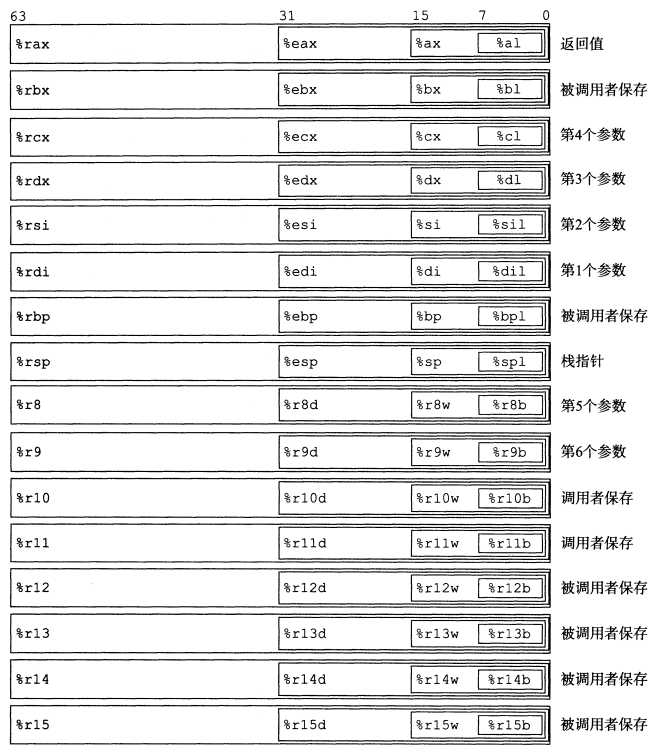 63 31 15 7 0
%rax %eax %ax %al 返回值
%rbx %ebx %bx %bl 被调用者保存
%rcx %ecx %cx %cl 第4个参数
%rdx %edx %dx %dl 第3个参数
%rsi %esi %si %sil 第2个参数
%rdi %edi %di %dil 第1个参数
%rbp %ebp %bp %bpl 被调用者保存
%rsp %esp %sp %spl 栈指针
%r8 %r8d %r8w %r8b 第5个参数
%r9 %r9d %r9w %r9b 第6个参数
%r10 %r10d %r10w %r10b 调用者保存
%r11 %r11d %r11w %r11b 调用者保存
%r12 %r12d %r12w %r12b 被调用者保存
%r13 %r13d %r13w %r13b 被调用者保存
%r14 %r14d %r14w %r14b 被调用者保存
%r15 %r15d %r15w %r15b 被调用者保存